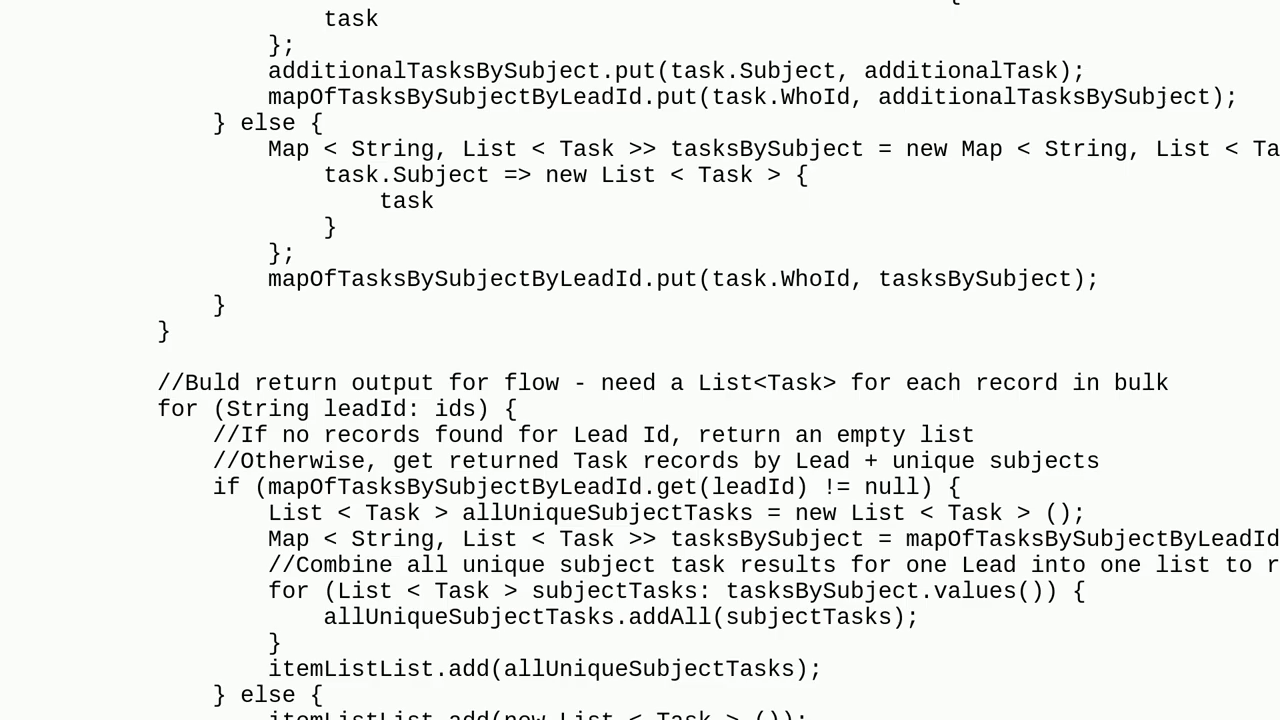 {
task
};
additionalTasksBySubject.put(task.Subject, additionalTask);
mapOfTasksBySubjectByLeadId.put(task.WhoId, additionalTasksBySubject);
} else {
Map < String, List < Task >> tasksBySubject = new Map < String, List < Ta
task.Subject => new List < Task > {
task
}
};
mapOfTasksBySubjectByLeadId.put(task.WhoId, tasksBySubject);
}
}
//Buld return output for flow - need a List<Task> for each record in bulk
for (String leadId: ids) {
//If no records found for Lead Id, return an empty list
//Otherwise, get returned Task records by Lead + unique subjects
if (mapOfTasksBySubjectByLeadId.get(leadId) != null) {
List < Task > allUniqueSubjectTasks = new List < Task > ();
Map < String, List < Task >> tasksBySubject = mapOfTasksBySubjectByLeadId
//Combine all unique subject task results for one Lead into one list to r
for (List < Task > subjectTasks: tasksBySubject.values()) {
allUniqueSubjectTasks.addAll(subjectTasks);
}
itemListList.add(allUniqueSubjectTasks);
} else {
itemListList.add(new List < Task > ());